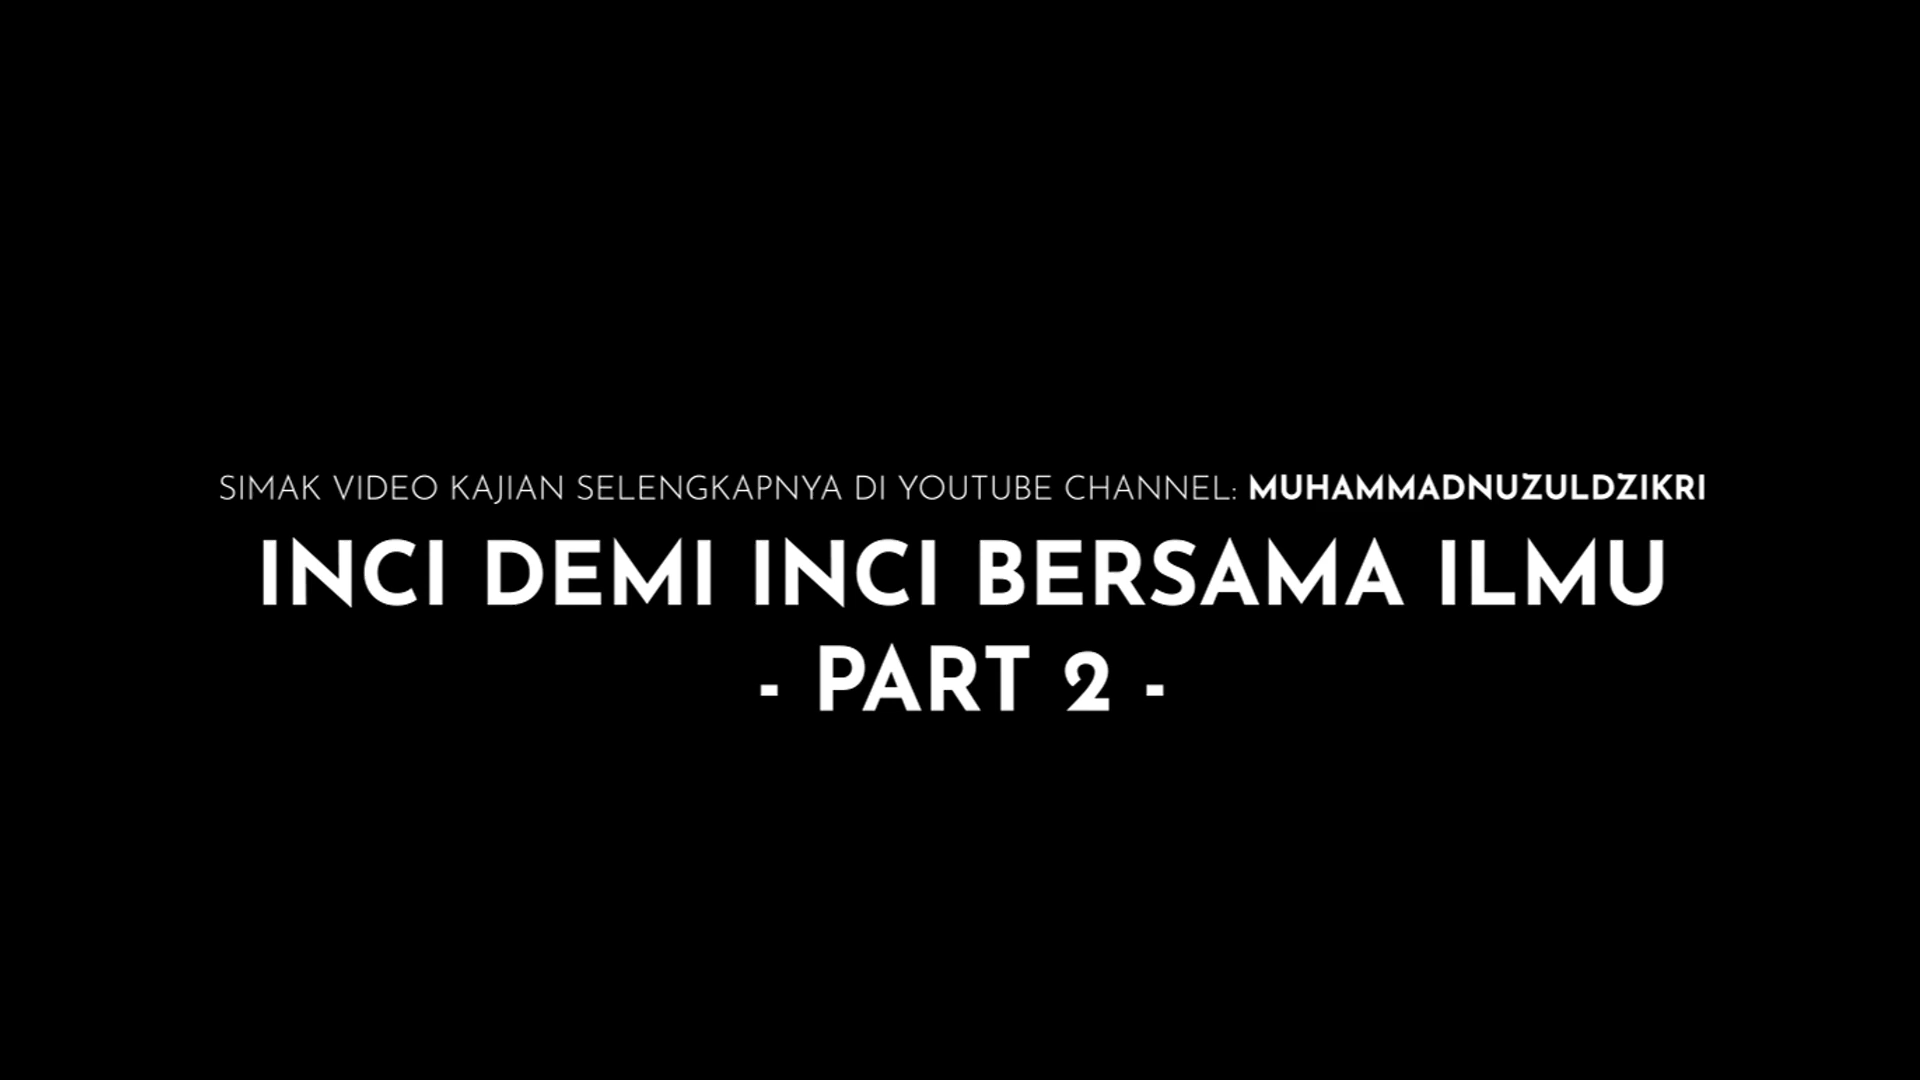 SIMAK VIDEO KAJIAN SELENGKAPNYA DI YOUTUBE CHANNEL: MUHAMMADNUZULDZIKRI
INCI DEMI INCI BERSAMA ILMU
- PART 2 -